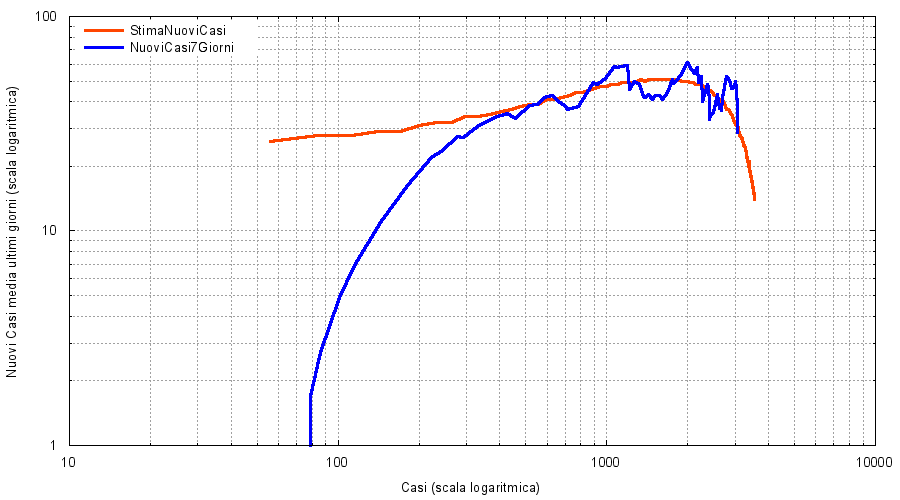 StimaNuoviCasi
NuoviCasi7Giorni
Nuovi Casi media ultimi giorni (scala logaritmica)
100
10
1
10
100
1000
10000
Casi (scala logaritmica)